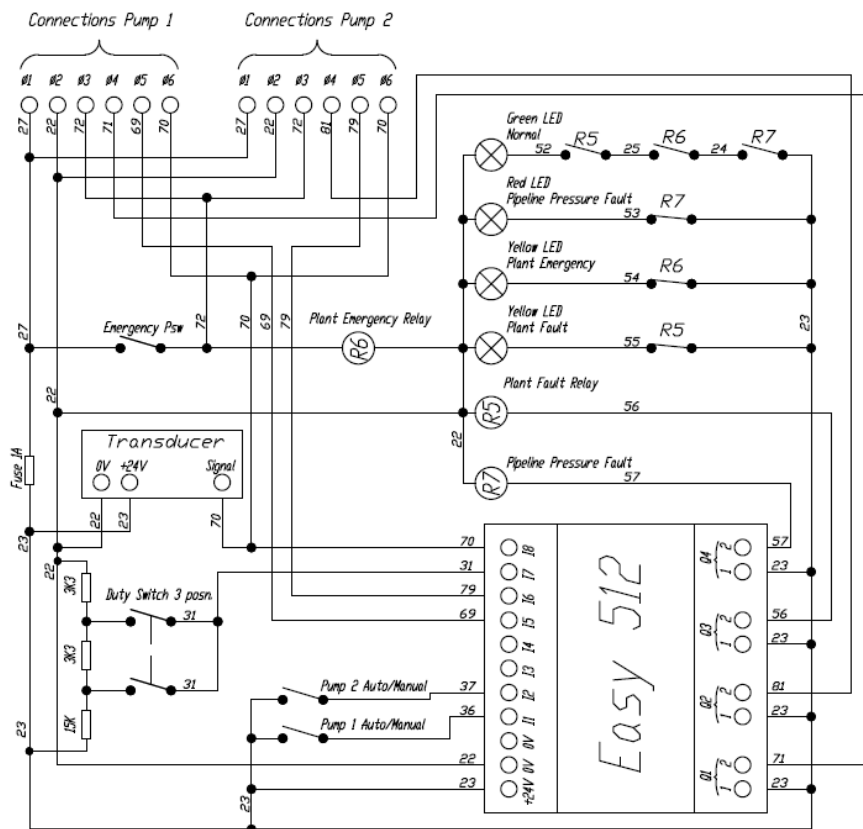 Connections Pump 1
Connections Pump 2
Ø1 Ø2 Ø3 Ø4 Ø5 Ø6
Ø1 Ø2 Ø3 Ø4 Ø5 Ø6
27 22 72 71 69 70
27 22 72 81 79 70
Green LED
Normal
52 R5 25 R6 24 R7
Red LED
Pipeline Pressure Fault
53 R7
Yellow LED
Plant Emergency
54 R6
Yellow LED
Plant Fault
55 R5
23
27
Emergency Psw
72 70 69 79
Plant Emergency Relay
R6
22
Plant Fault Relay
R5
56
22
Pipeline Pressure Fault
R7
57
Fuse 1A
Transducer
0V +24V Signal
22 23 70
23
22
3K3
3K3
15K
23
Duty Switch 3 posn.
31
31
Pump 2 Auto/Manual
Pump 1 Auto/Manual
23
70 I8
31 I7
79 I6
69 I5
I4
I3
37 I2
36 I1
0V
22 0V
23 +24V
Easy 512
Q4 2 57
1 23
Q3 2 56
1 23
Q2 2 81
1 23
Q1 2 71
1 23